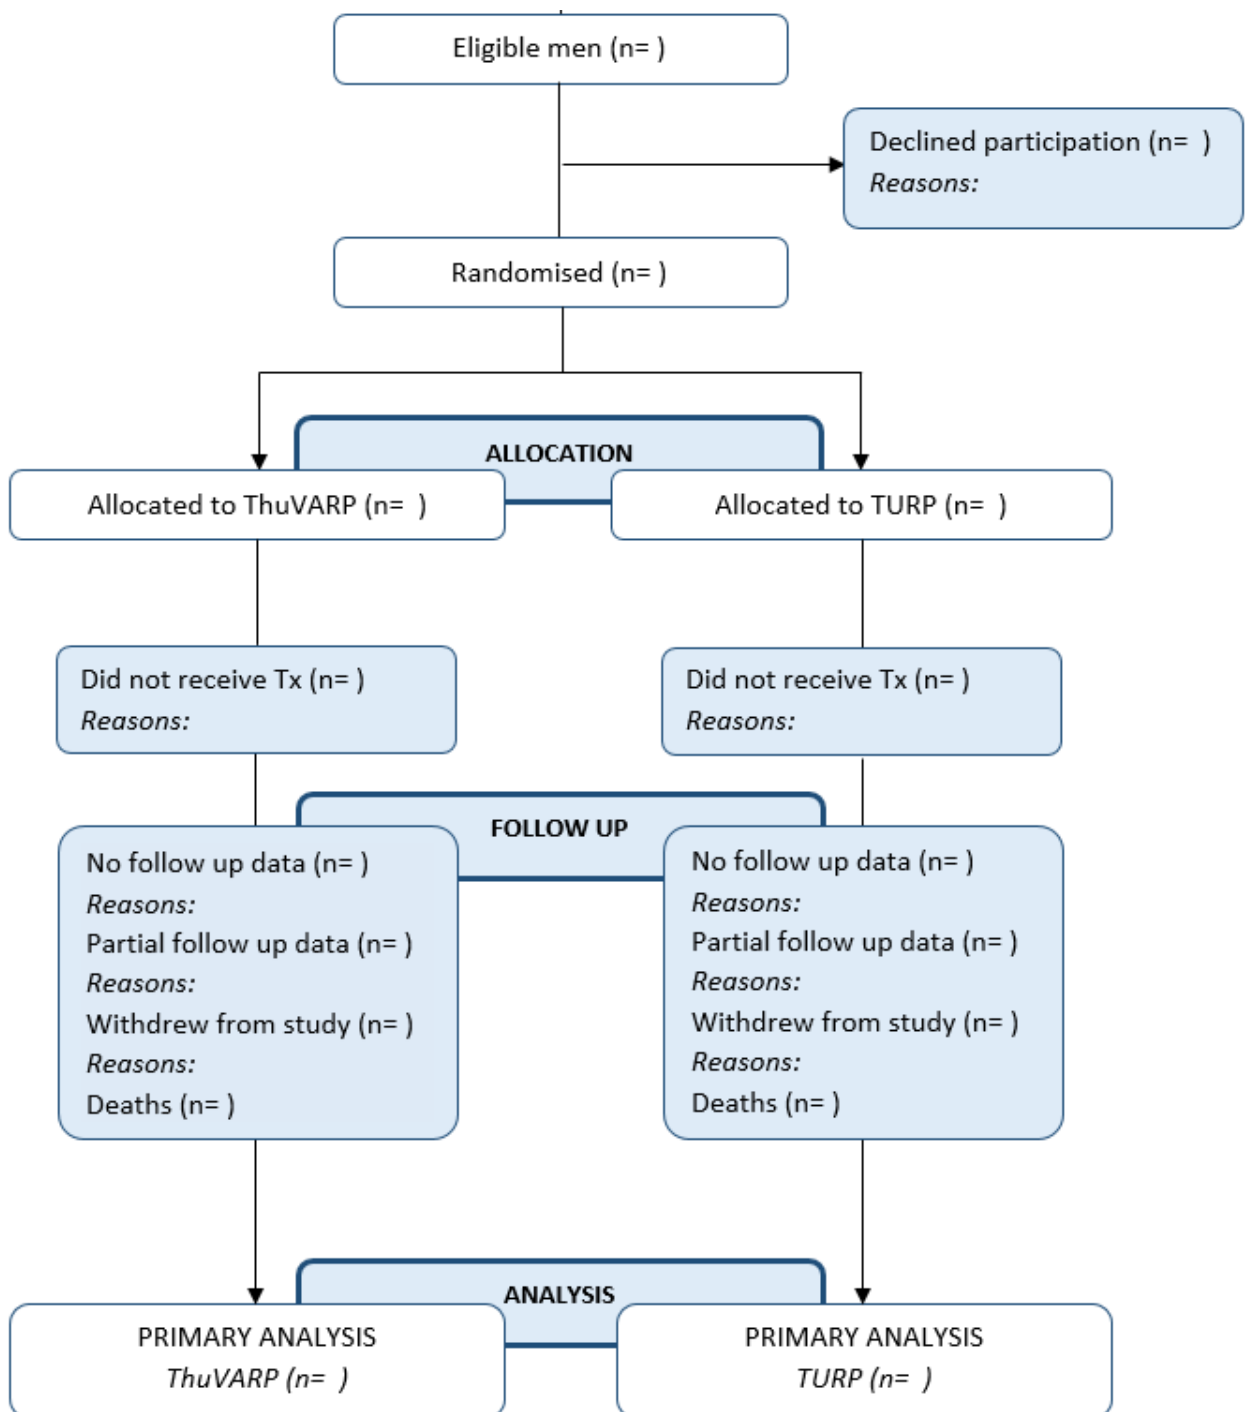 Eligible men (n= )
Declined participation (n=  )
Reasons:
Randomised (n= )
ALLOCATION
Allocated to ThuVARP (n=  )
Allocated to TURP (n=  )
Did not receive Tx (n= )
Reasons:
Did not receive Tx (n= )
Reasons:
FOLLOW UP
No follow up data (n= )
Reasons:
Partial follow up data (n= )
Reasons:
Withdrew from study (n= )
Reasons:
Deaths (n= )
No follow up data (n= )
Reasons:
Partial follow up data (n= )
Reasons:
Withdrew from study (n= )
Reasons:
Deaths (n= )
ANALYSIS
PRIMARY ANALYSIS
ThuVARP (n=  )
PRIMARY ANALYSIS
TURP (n=  )